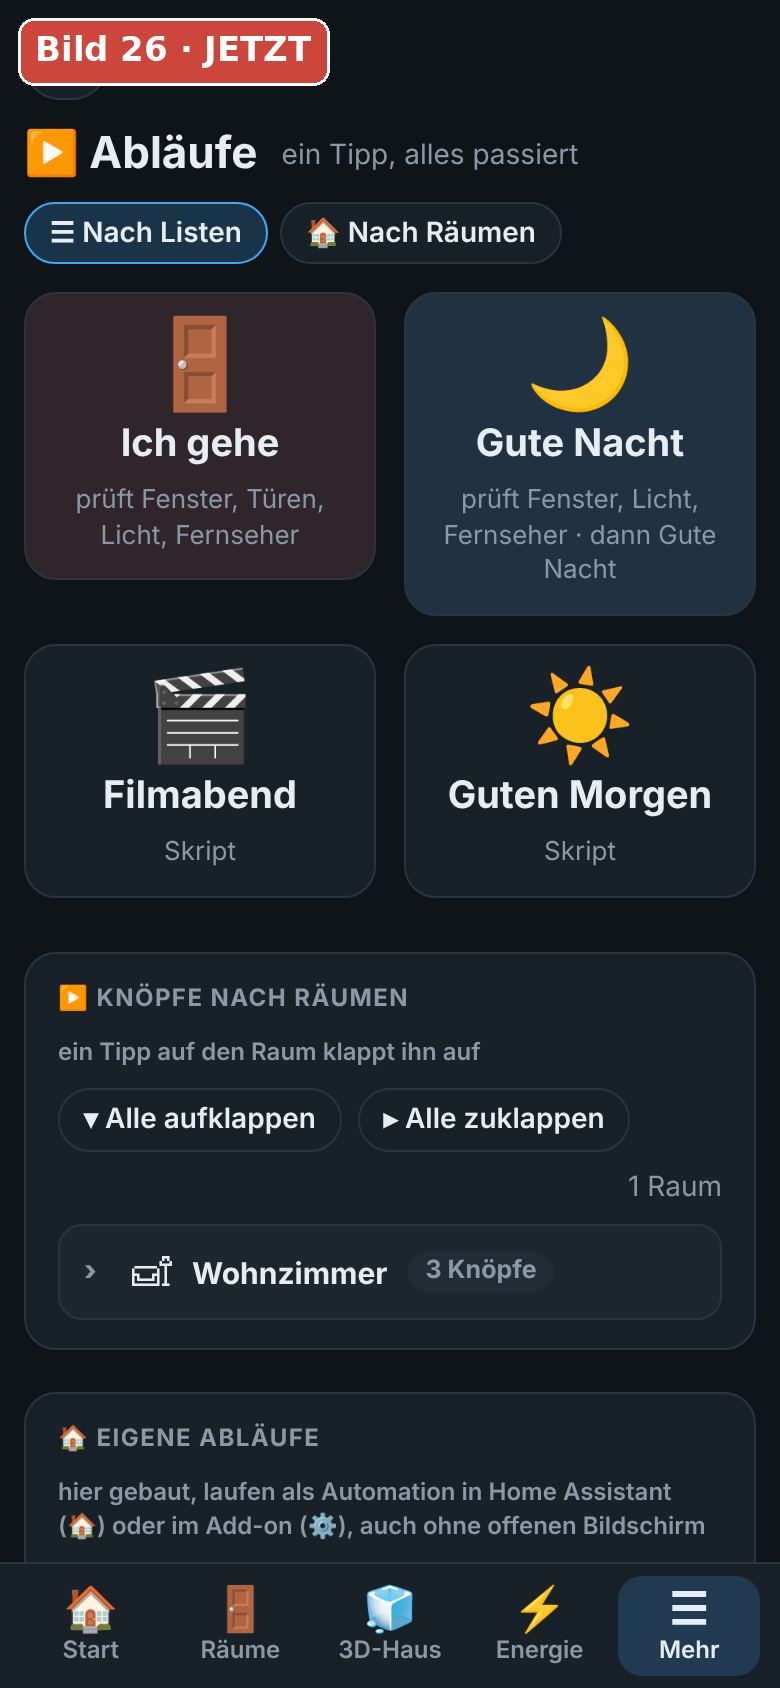 Bild 26 · JETZT
Abläufe ein Tipp, alles passiert
Nach Listen Nach Räumen
Ich gehe
prüft Fenster, Türen,
Licht, Fernseher
Gute Nacht
prüft Fenster, Licht,
Fernseher · dann Gute
Nacht
Filmabend
Skript
Guten Morgen
Skript
KNÖPFE NACH RÄUMEN
ein Tipp auf den Raum klappt ihn auf
▾ Alle aufklappen ▸ Alle zuklappen
1 Raum
› Wohnzimmer 3 Knöpfe
EIGENE ABLÄUFE
hier gebaut, laufen als Automation in Home Assistant
(🏠) oder im Add-on (⚙️), auch ohne offenen Bildschirm
Start Räume 3D-Haus Energie Mehr